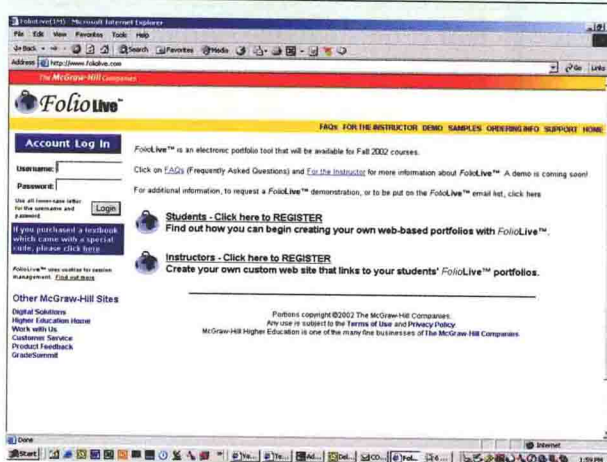 FolioLive(TM) - Microsoft Internet Explorer
File Edit View Favorites Tools Help
Back Search Favorites Media
Address http://www.foliolive.com Go Links
The McGraw-Hill Companies
FolioLive™
FAQs FOR THE INSTRUCTOR DEMO SAMPLES ORDERING INFO SUPPORT HOME
Account Log In
Username:
Password:
Use all lower-case letter for the username and password.
Login
If you purchased a textbook
which came with a special
code, please click here
FolioLive™ uses cookies for session
management. Find out more
Other McGraw-Hill Sites
Digital Solutions
Higher Education Home
Work with Us
Customer Service
Product Feedback
GradeSummit
FolioLive™ is an electronic portfolio tool that will be available for Fall 2002 courses.
Click on FAQs (Frequently Asked Questions) and For the Instructor for more information about FolioLive™. A demo is coming soon!
For additional information, to request a FolioLive™ demonstration, or to be put on the FolioLive™ email list, click here
Students - Click here to REGISTER
Find out how you can begin creating your own web-based portfolios with FolioLive™.
Instructors - Click here to REGISTER
Create your own custom web site that links to your students' FolioLive™ portfolios.
Portions copyright ©2002 The McGraw-Hill Companies.
Any use is subject to the Terms of Use and Privacy Policy.
McGraw-Hill Higher Education is one of the many fine businesses of The McGraw-Hill Companies.
Done Internet
Start 1:59 PM